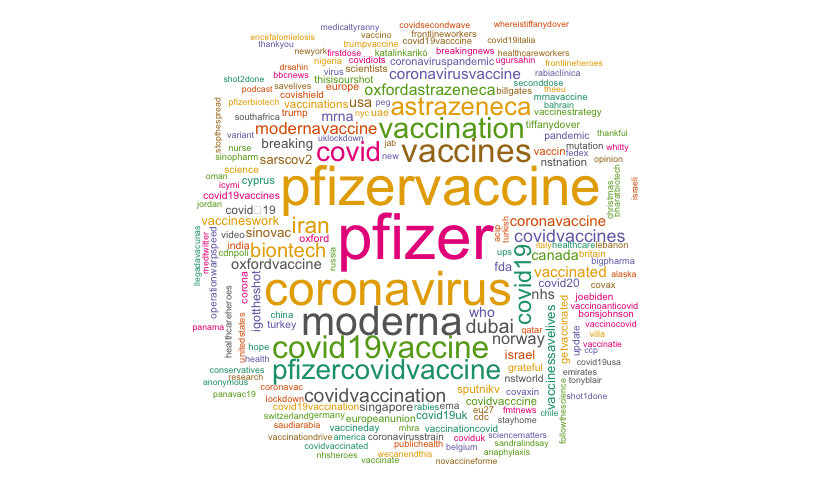 medicaltyranny covidsecondwave whereistiffanydover
encefalomielosis vaccino frontlineworkers
thankyou trumpvaccine covid19vacccine covid19italia
newyork firstdose katalinkarikó breakingnews healthcareworkers
drsahin nigeria covidiots coronaviruspandemic ugursahin frontlineheroes
bbcnews virus scientists coronavirusvaccine rabiaclínica
shot2done savelives europe thisisourshot seconddose
podcast covishield oxfordastrazeneca billgates theeu
pfizerbiotech vaccinations usa peg astrazeneca mrnavaccine bahrain
stopthespread southafrica trump mrna nyc uae vaccinestrategy
variant modernavaccine vaccination tiffanydover thankful
nurse breaking uklockdown jab pandemic mutation whitty
sinopharm sarscov2 covid new vaccines vaccin fedex opinion
science nstnation
oman cyprus pfizervaccine christmas bharatbiotech israeli
icymi
jordan covid19vaccines
covid□19
vaccineswork iran pfizer acip turkish coronavaccine
video sinovac oxford covidvaccines
llegadavacunas medtwitter operationwarpspeed india biontech russia italy healthcare lebanon
cdnpoli ups canada britain
oxfordvaccine fda covid19 vaccinated bigpharma
corona igottheshot coronavirus covid20 alaska
nhs covax
healthcareheroes joebiden
vaccinoanticovid
panama china moderna who dubai borisjohnson
unitedstates turkey qatar vaccinessavelives getvaccinated update vaccinocovid
villa
hope covid19vaccine norway vaccinatie
health israel ccp
conservatives pfizercovidvaccine grateful covid19usa
research nstworld emirates
anonymous coronavac tonyblair
panavac19 lockdown covidvaccination sputnikv covaxin shot1done
covid19vaccination singapore rabies ema covidvacccine chile followthescience
switzerland germany europeanunion covid19uk eu27 cdc fmtnews stayhome
saudiarabia vaccineday mhra vaccinationcovid
vaccinationdrive america coronavirusstrain coviduk sciencematters
covidvaccinated publichealth belgium sandralindsay
nhsheroes wecanendthis anaphylaxis
vaccinate novaccineforme